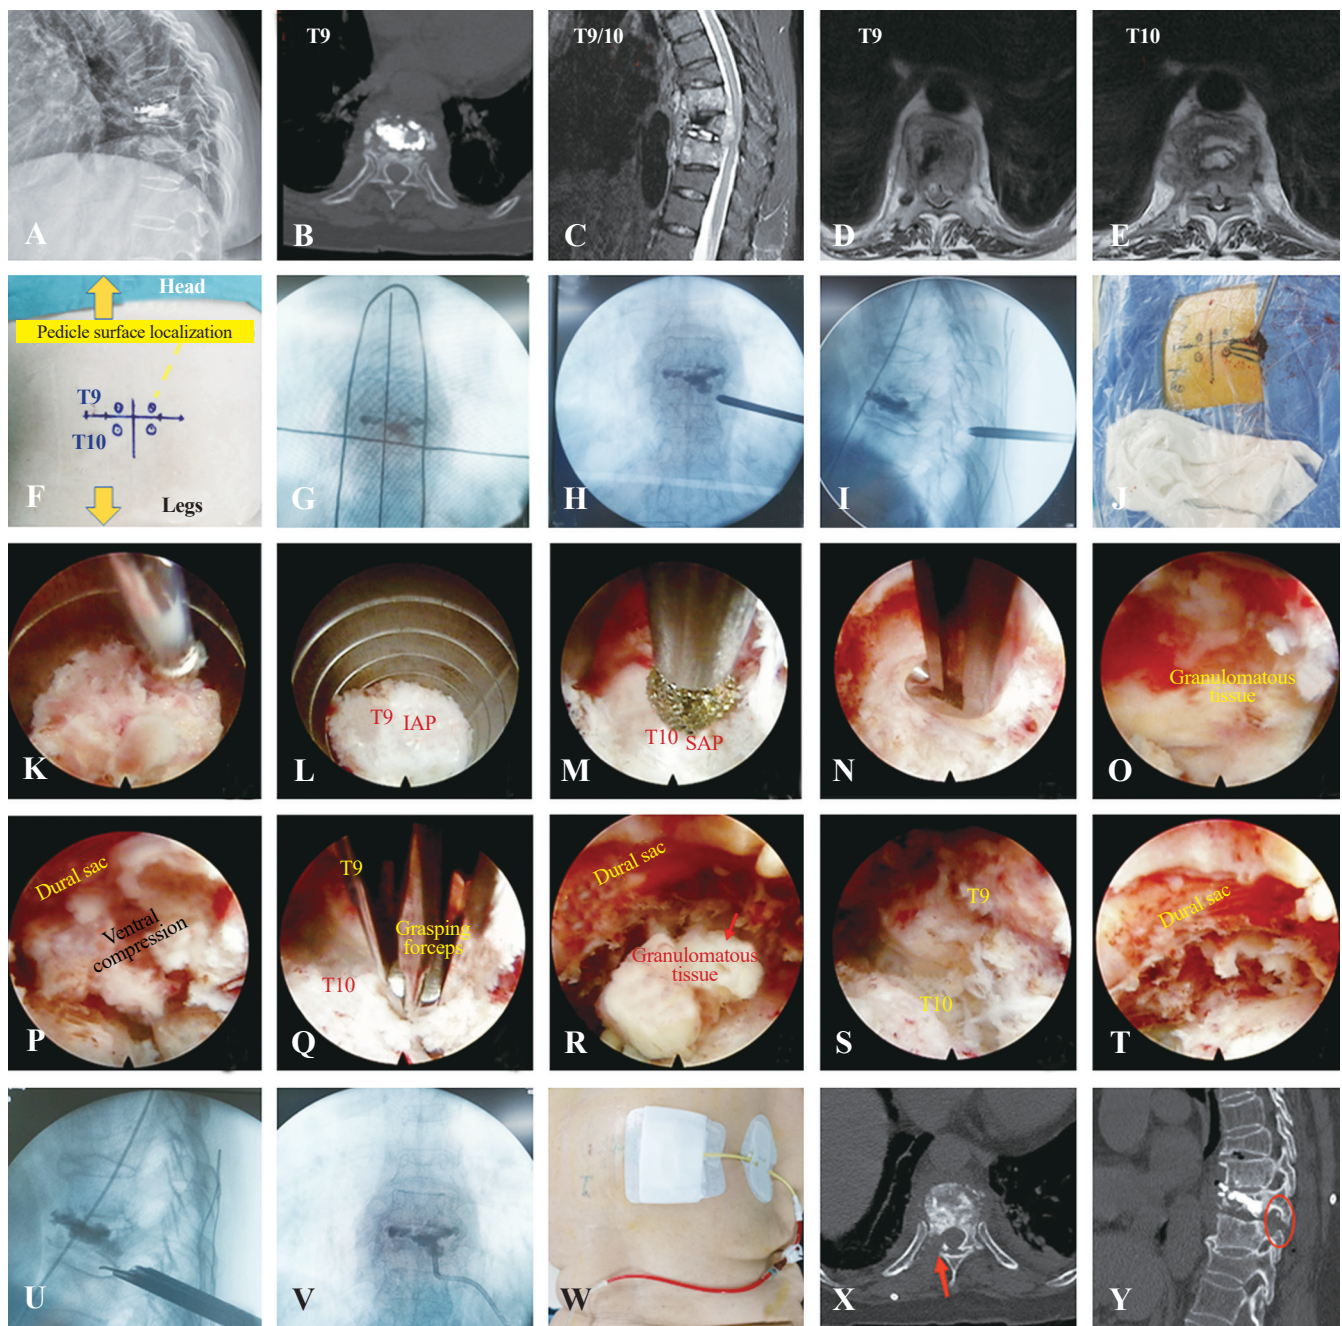 T9
T9/10
T9
T10
A
B
C
D
E
Head
Pedicle surface localization
T9
T10
Legs
F
G
H
I
J
K
T9 IAP
L
T10 SAP
M
N
Granulomatous
tissue
O
Dural sac
Ventral
compression
P
T9
Grasping
forceps
T10
Q
Dural sac
Granulomatous
tissue
R
T9
T10
S
Dural sac
T
U
V
W
X
Y